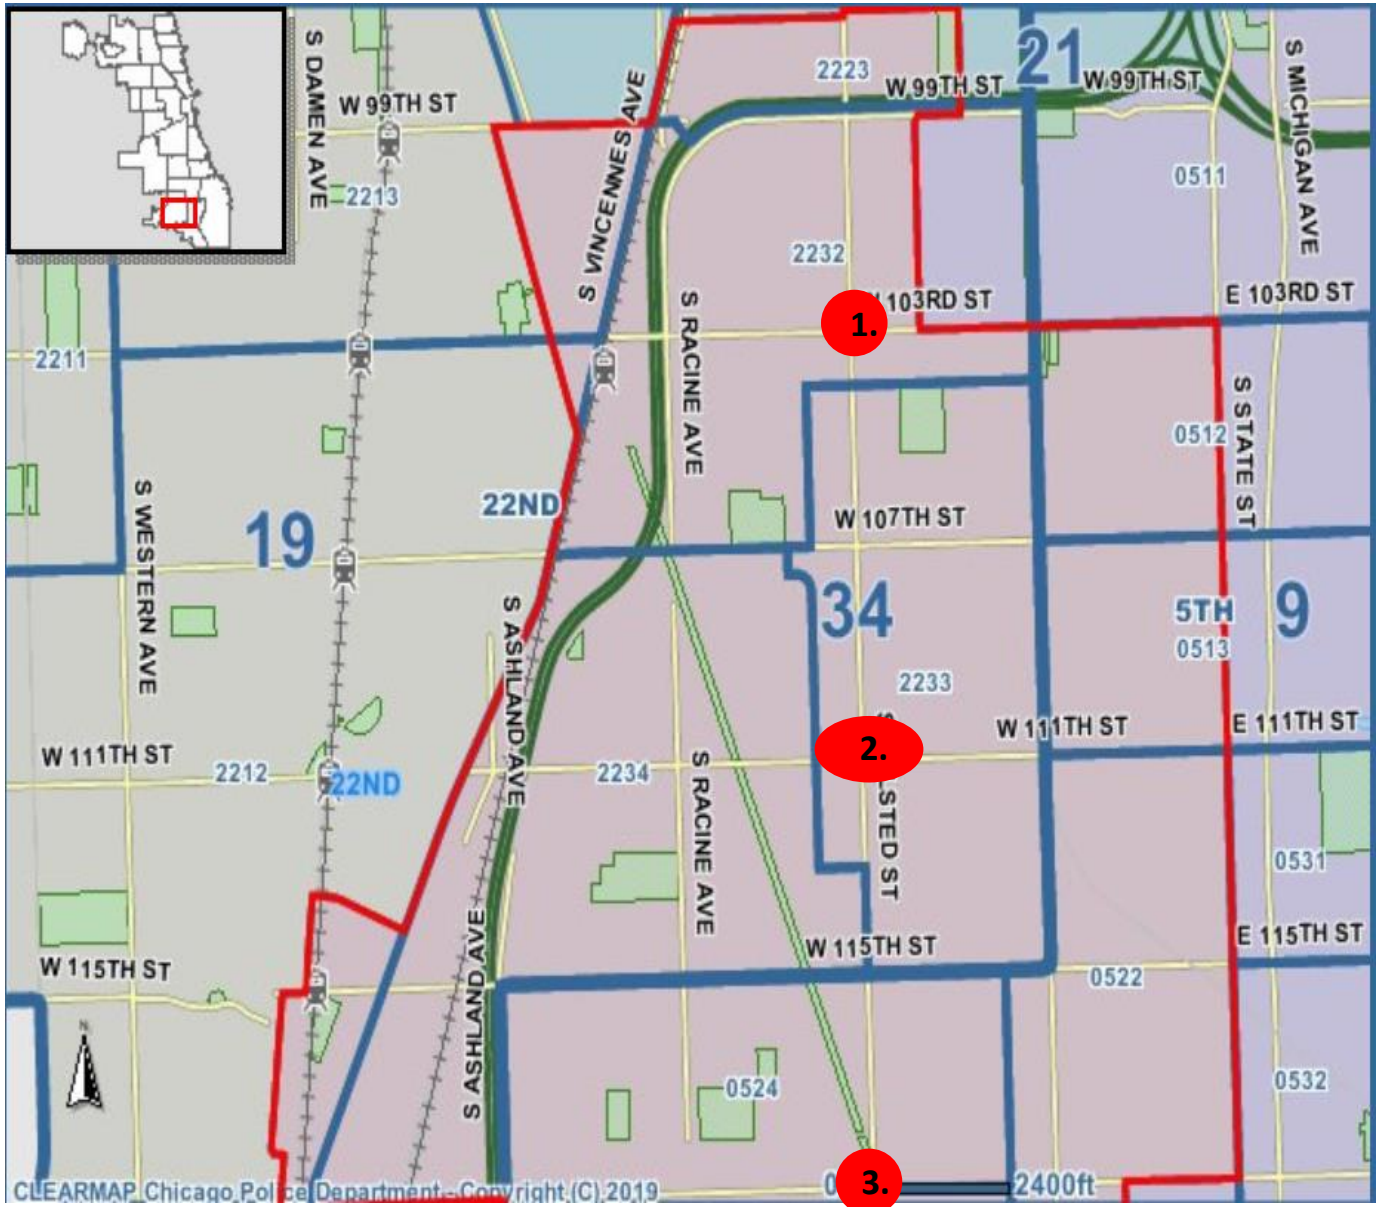 S DAMEN AVE
W 99TH ST
S VINCENNES AVE
2223
W 99TH ST
21
W 99TH ST
S MICHIGAN AVE
2213
0511
2232
1.
103RD ST
E 103RD ST
2211
S RACINE AVE
S STATE ST
0512
S WESTERN AVE
22ND
W 107TH ST
19
34
5TH
9
0513
S ASHLAND AVE
2233
W 111TH ST
E 111TH ST
W 111TH ST
2212
22ND
2234
2.
S RACINE AVE
STED ST
0531
W 115TH ST
S ASHLAND AVE
W 115TH ST
E 115TH ST
0522
N
0524
0532
3.
CLEARMAP Chicago Police Department - Copyright (C) 2019
0
2400ft